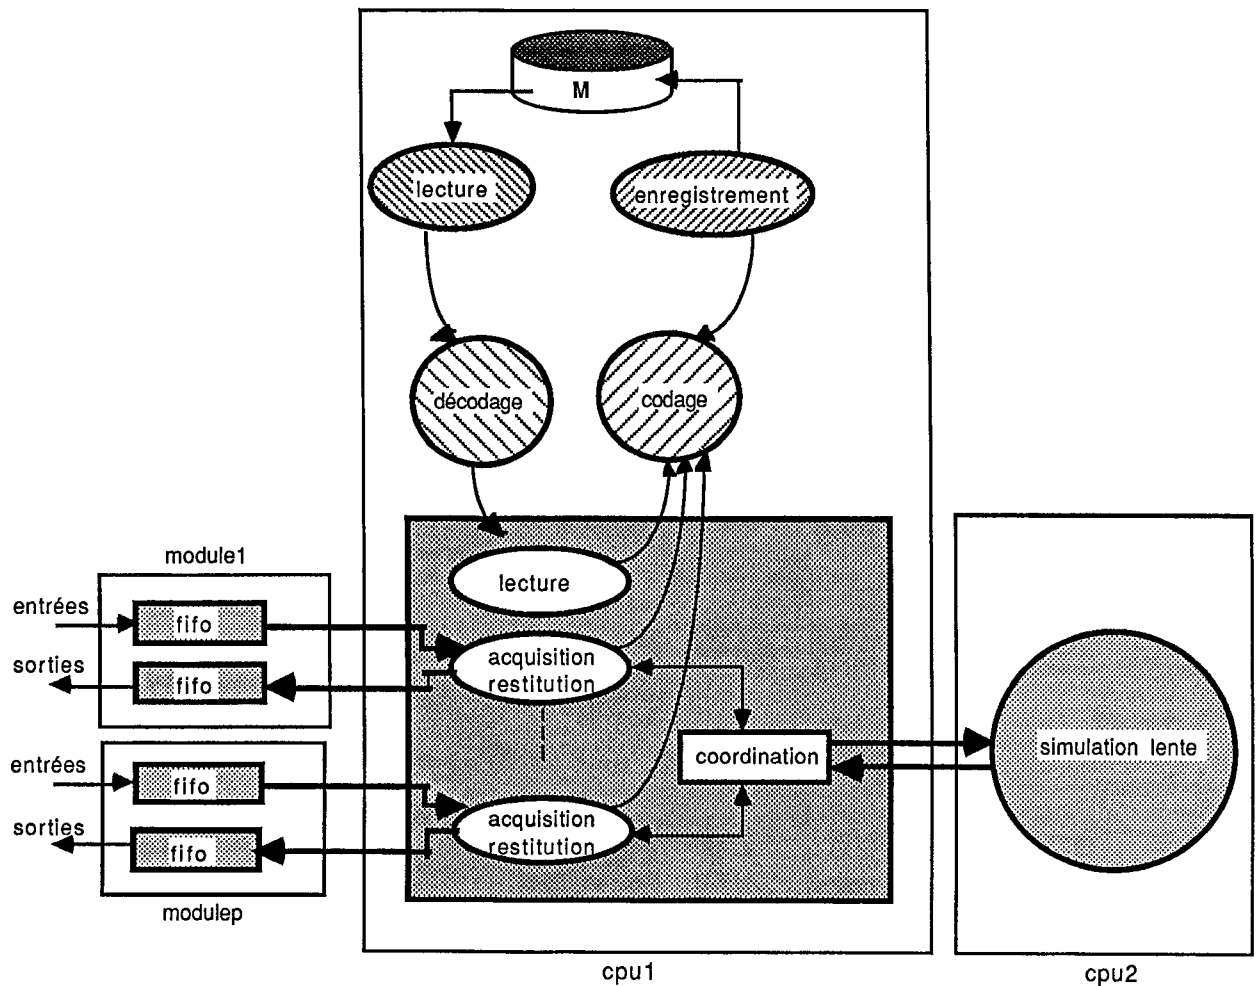 M
lecture
enregistrement
décodage
codage
module1
lecture
entrées
fifo
sorties
fifo
acquisition
restitution
coordination
simulation lente
entrées
fifo
sorties
fifo
acquisition
restitution
modulep
cpu1
cpu2